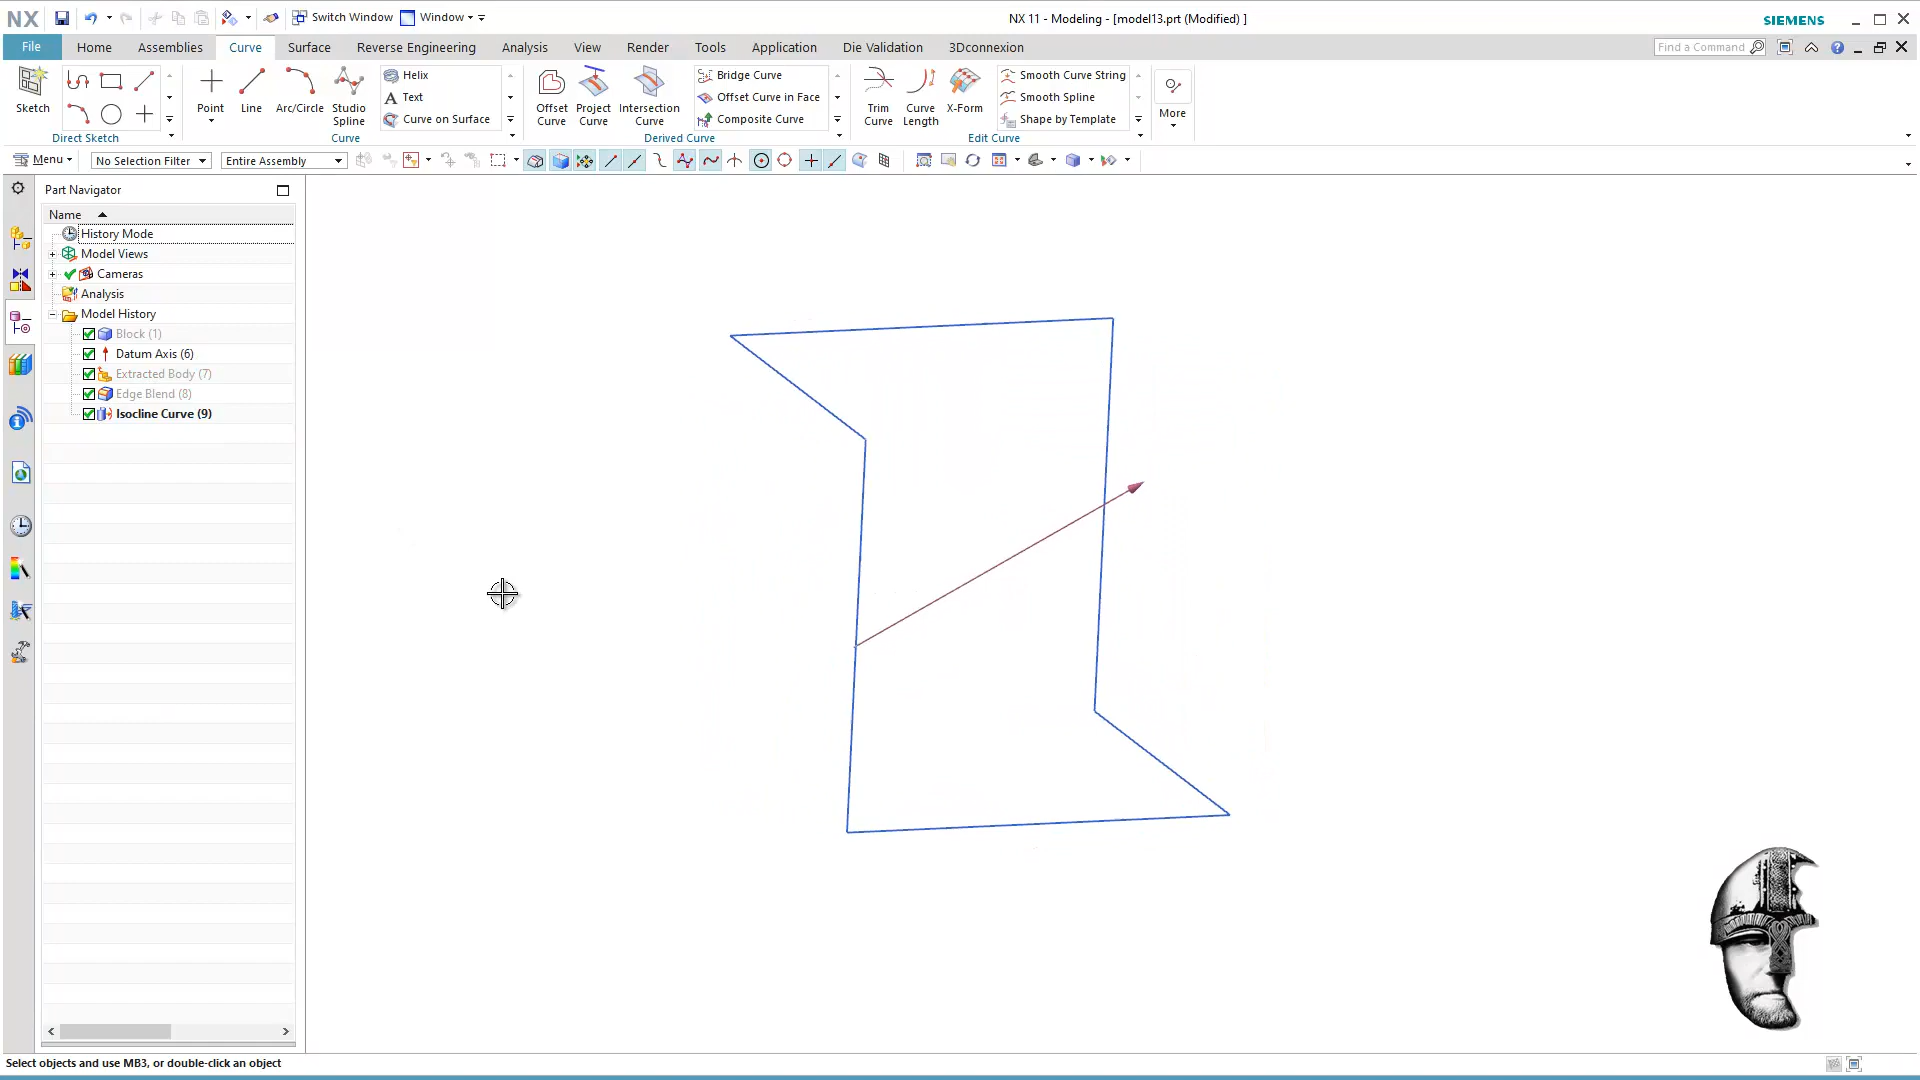 NX Switch Window Window NX 11 - Modeling - [model13.prt (Modified) ] SIEMENS
File Home Assemblies Curve Surface Reverse Engineering Analysis View Render Tools Application Die Validation 3Dconnexion Find a Command
Sketch Point Line Arc/Circle Studio Spline Helix Text Curve on Surface
Offset Curve Project Curve Intersection Curve Bridge Curve Offset Curve in Face Composite Curve
Trim Curve Curve Length X-Form Smooth Curve String Smooth Spline Shape by Template More
Direct Sketch Curve Derived Curve Edit Curve
Menu No Selection Filter Entire Assembly
Part Navigator
Name
History Mode
Model Views
Cameras
Analysis
Model History
Block (1)
Datum Axis (6)
Extracted Body (7)
Edge Blend (8)
Isocline Curve (9)
Select objects and use MB3, or double-click an object